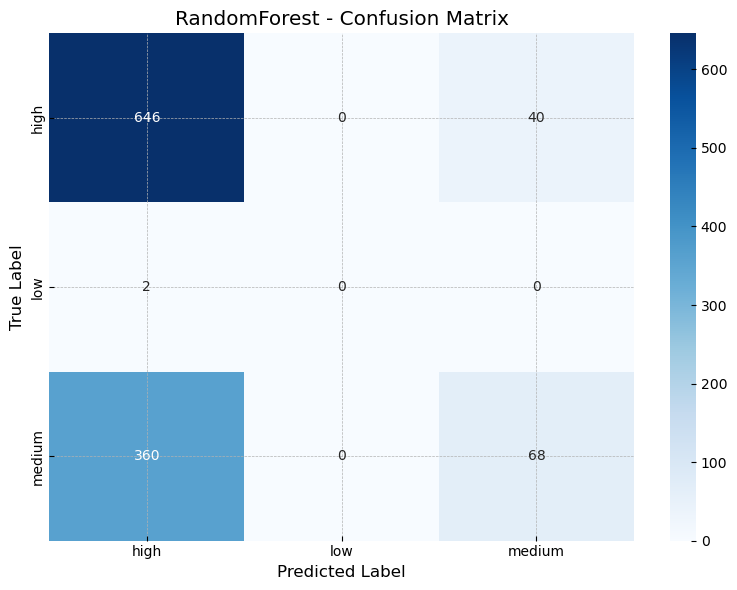 RandomForest - Confusion Matrix
True Label
high
646
0
40
low
2
0
0
medium
360
0
68
high
low
medium
Predicted Label
600
500
400
300
200
100
0